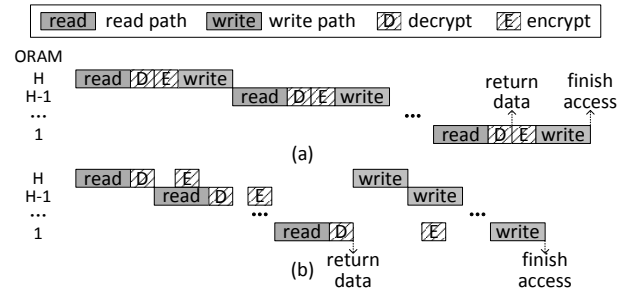 read read path write write path D decrypt E encrypt
ORAM
H read D E write
H-1 read D E write
return data
finish access
...
...
1 read D E write
(a)
H read D E write
H-1 read D E write
...
...
...
1 read D E write
return data
finish access
(b)